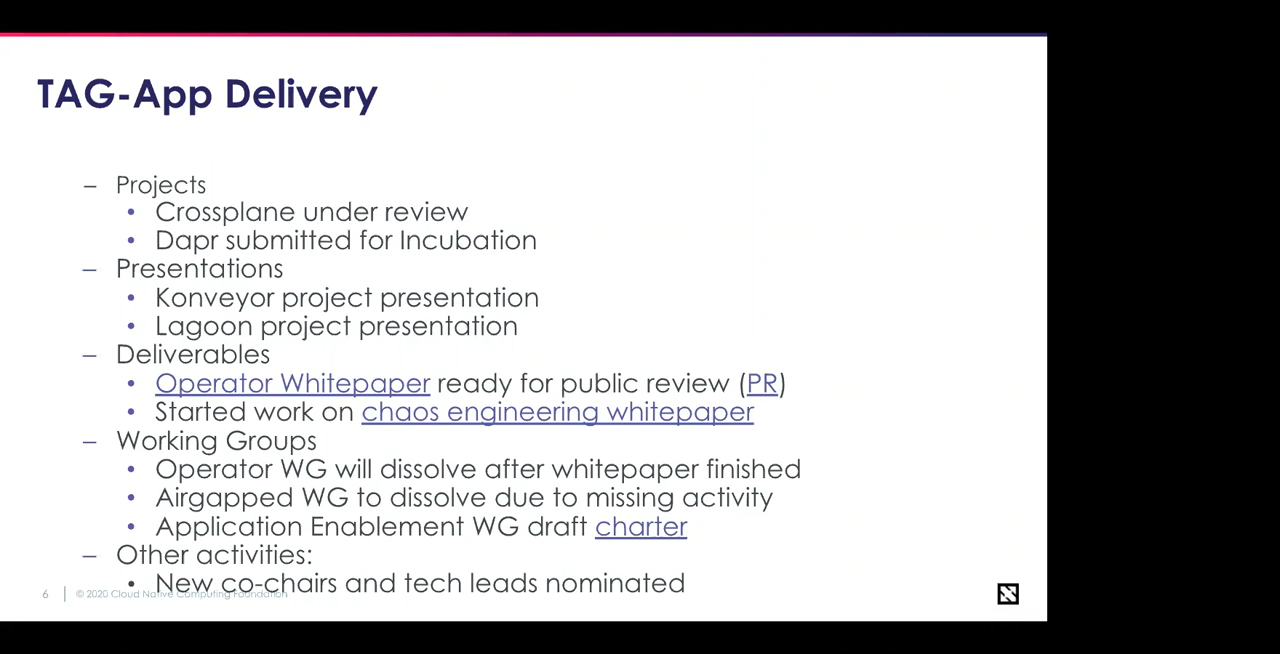 TAG-App Delivery
– Projects
• Crossplane under review
• Dapr submitted for Incubation
– Presentations
• Konveyor project presentation
• Lagoon project presentation
– Deliverables
• Operator Whitepaper ready for public review (PR)
• Started work on chaos engineering whitepaper
– Working Groups
• Operator WG will dissolve after whitepaper finished
• Airgapped WG to dissolve due to missing activity
• Application Enablement WG draft charter
– Other activities:
• New co-chairs and tech leads nominated
6 | © 2020 Cloud Native Computing Foundation